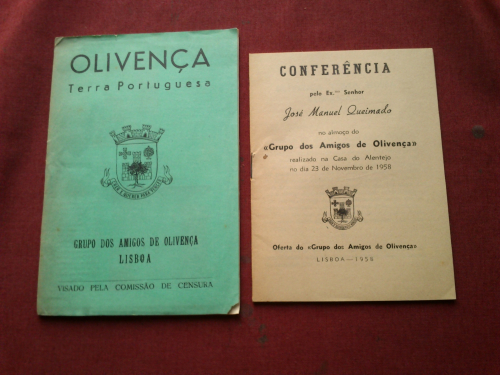 OLIVENÇA
Terra Portuguesa
GRUPO DOS AMIGOS DE OLIVENÇA
LISBOA
VISADO PELA COMISSÃO DE CENSURA
CONFERÊNCIA
pelo Ex.mo Senhor
José Manuel Queimado
no almoço do
«Grupo dos Amigos de Olivença»
realizado na Casa do Alentejo
no dia 23 de Novembro de 1958
Oferta do «Grupo dos Amigos de Olivença»
LISBOA—1958